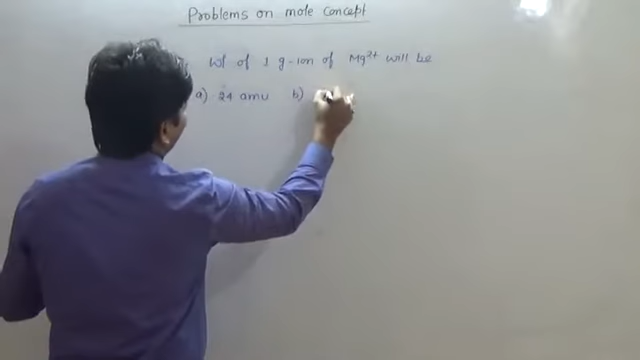 Problems on mole Concept
Wt of 1 g-ion of Mg²⁺ will be
a) 24 amu b)